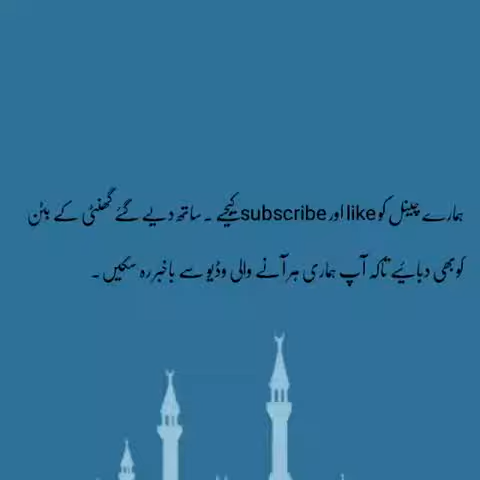 ہمارے چینل کو like اور subscribe کیجیے ۔ ساتھ دیے گئے گھنٹی کے بٹن
کو بھی دبائیے تاکہ آپ ہماری ہر آنے والی وڈیو سے باخبر رہ سکیں۔